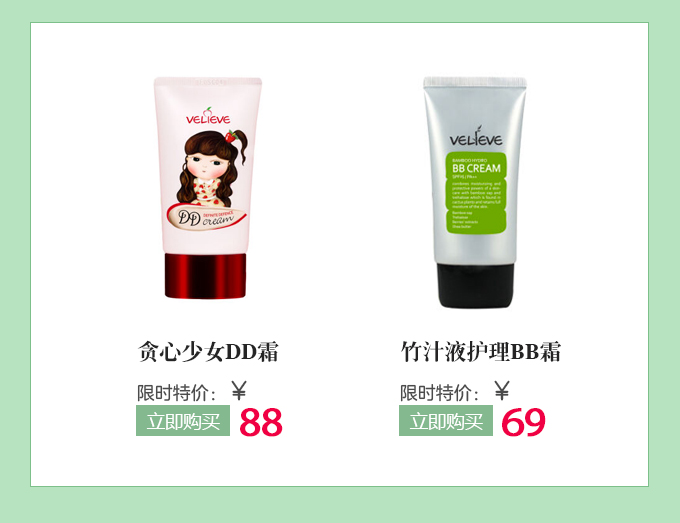 VELIEVE
DD cream
VELIEVE
BAMBOO HYDRO
BB CREAM
贪心少女DD霜
竹汁液护理BB霜
限时特价：￥
立即购买 88
限时特价：￥
立即购买 69